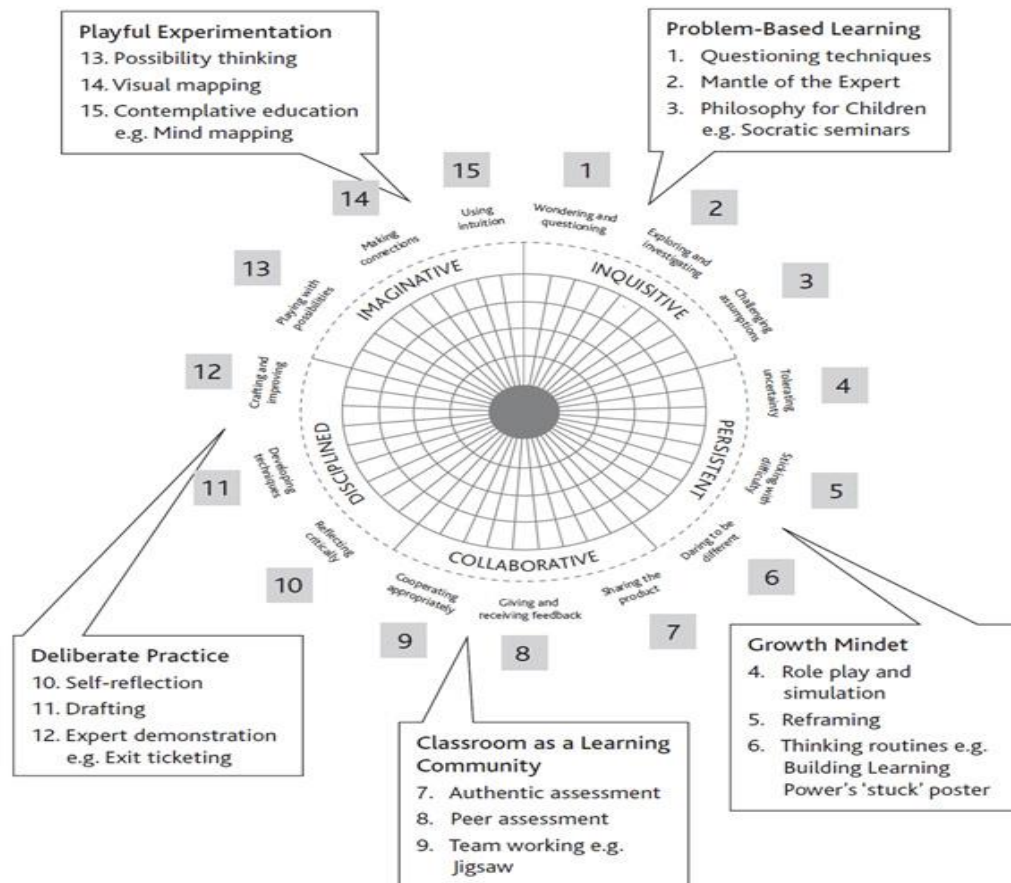 Playful Experimentation
13. Possibility thinking
14. Visual mapping
15. Contemplative education
e.g. Mind mapping
Problem-Based Learning
1. Questioning techniques
2. Mantle of the Expert
3. Philosophy for Children
e.g. Socratic seminars
15
1
14
2
13
3
12
4
11
5
10
6
9
8
7
Using
intuition
Wondering and
questioning
Making
connections
Exploring and
investigating
Playing with
possibilities
Challenging
assumptions
Crafting and
improving
Tolerating
uncertainty
Developing
techniques
Sticking with
difficulty
Reflecting
critically
Daring to be
different
Cooperating
appropriately
Giving and
receiving feedback
Sharing the
product
IMAGINATIVE
INQUISITIVE
DISCIPLINED
PERSISTENT
COLLABORATIVE
Deliberate Practice
10. Self-reflection
11. Drafting
12. Expert demonstration
e.g. Exit ticketing
Classroom as a Learning
Community
7. Authentic assessment
8. Peer assessment
9. Team working e.g.
Jigsaw
Growth Mindet
4. Role play and
simulation
5. Reframing
6. Thinking routines e.g.
Building Learning
Power's 'stuck' poster